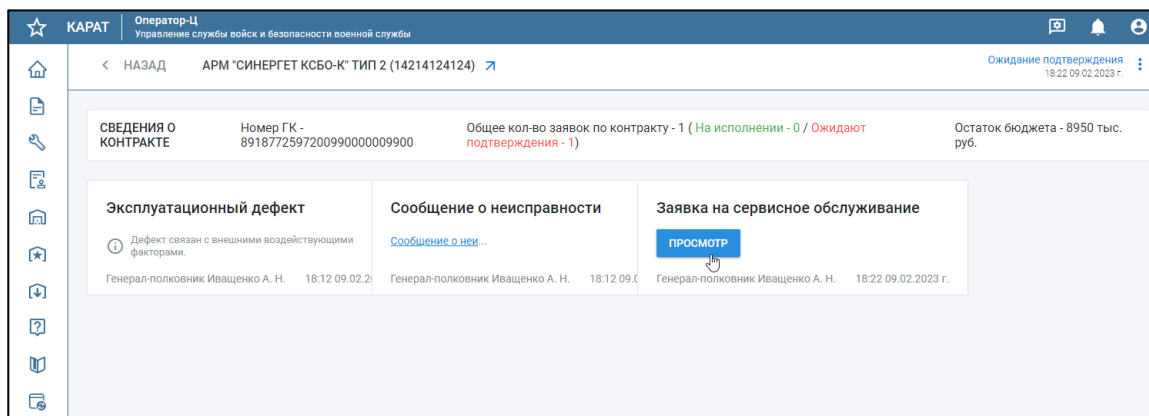 КАРАТ
Оператор-Ц
Управление службы войск и безопасности военной службы
НАЗАД
АРМ "СИНЕРГЕТ КСБО-К" ТИП 2 (14214124124)
Ожидание подтверждения
18:22 09.02.2023 г.
СВЕДЕНИЯ О
КОНТРАКТЕ
Номер ГК -
8918772597200990000009900
Общее кол-во заявок по контракту - 1 ( На исполнении - 0 / Ожидают
подтверждения - 1)
Остаток бюджета - 8950 тыс.
руб.
Эксплуатационный дефект
Дефект связан с внешними воздействующими
факторами.
Генерал-полковник Иващенко А. Н. 18:12 09.02.2
Сообщение о неисправности
Сообщение о неи...
Генерал-полковник Иващенко А. Н. 18:12 09.0
Заявка на сервисное обслуживание
ПРОСМОТР
Генерал-полковник Иващенко А. Н. 18:22 09.02.2023 г.